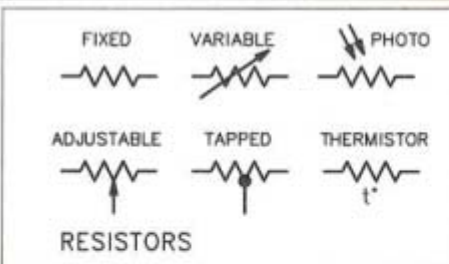 FIXED VARIABLE PHOTO
ADJUSTABLE TAPPED THERMISTOR
t°
RESISTORS